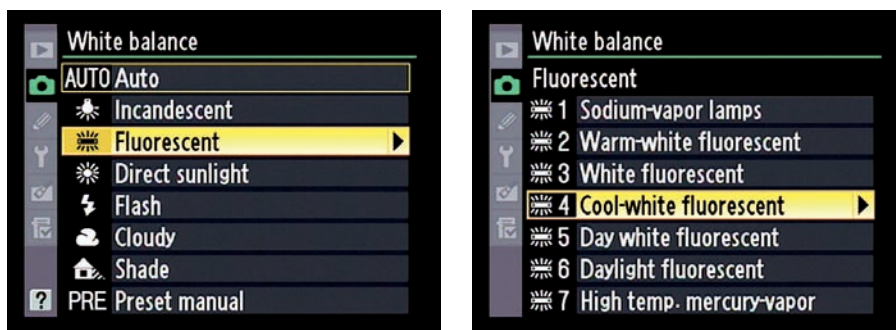 White balance
AUTO Auto
Incandescent
Fluorescent
Direct sunlight
Flash
Cloudy
Shade
? PRE Preset manual
White balance
Fluorescent
1 Sodium-vapor lamps
2 Warm-white fluorescent
3 White fluorescent
4 Cool-white fluorescent
5 Day white fluorescent
6 Daylight fluorescent
7 High temp. mercury-vapor